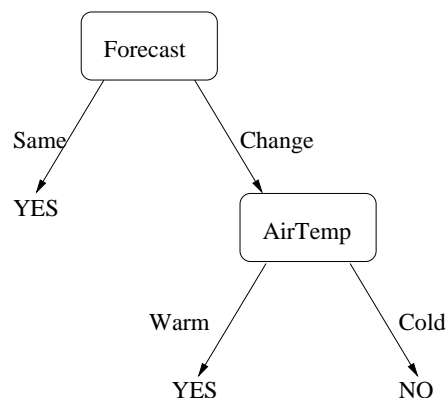 Forecast
Same
Change
YES
AirTemp
Warm
Cold
YES
NO